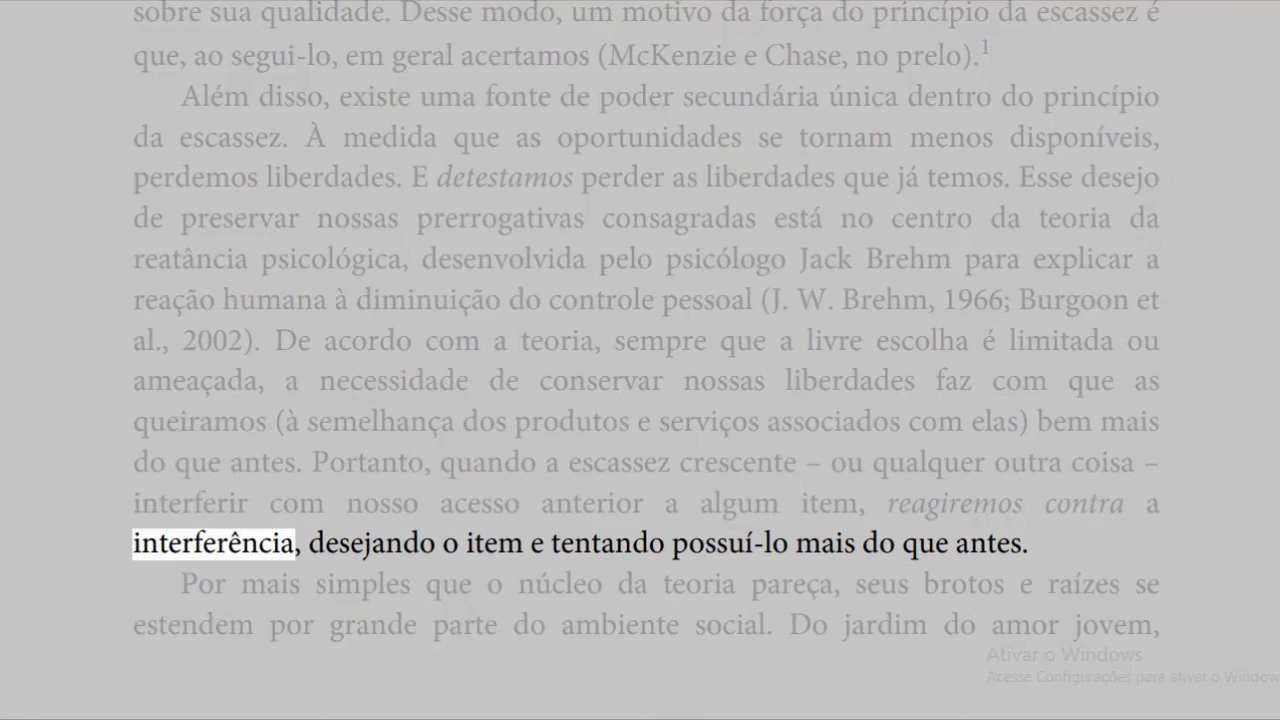 sobre sua qualidade. Desse modo, um motivo da força do princípio da escassez é
que, ao segui-lo, em geral acertamos (McKenzie e Chase, no prelo).¹
Além disso, existe uma fonte de poder secundária única dentro do princípio
da escassez. À medida que as oportunidades se tornam menos disponíveis,
perdemos liberdades. E detestamos perder as liberdades que já temos. Esse desejo
de preservar nossas prerrogativas consagradas está no centro da teoria da
reatância psicológica, desenvolvida pelo psicólogo Jack Brehm para explicar a
reação humana à diminuição do controle pessoal (J. W. Brehm, 1966; Burgoon et
al., 2002). De acordo com a teoria, sempre que a livre escolha é limitada ou
ameaçada, a necessidade de conservar nossas liberdades faz com que as
queiramos (à semelhança dos produtos e serviços associados com elas) bem mais
do que antes. Portanto, quando a escassez crescente – ou qualquer outra coisa –
interferir com nosso acesso anterior a algum item, reagiremos contra a
interferência, desejando o item e tentando possuí-lo mais do que antes.
Por mais simples que o núcleo da teoria pareça, seus brotos e raízes se
estendem por grande parte do ambiente social. Do jardim do amor jovem,
Ativar o Windows
Acesse Configurações para ativar o Window